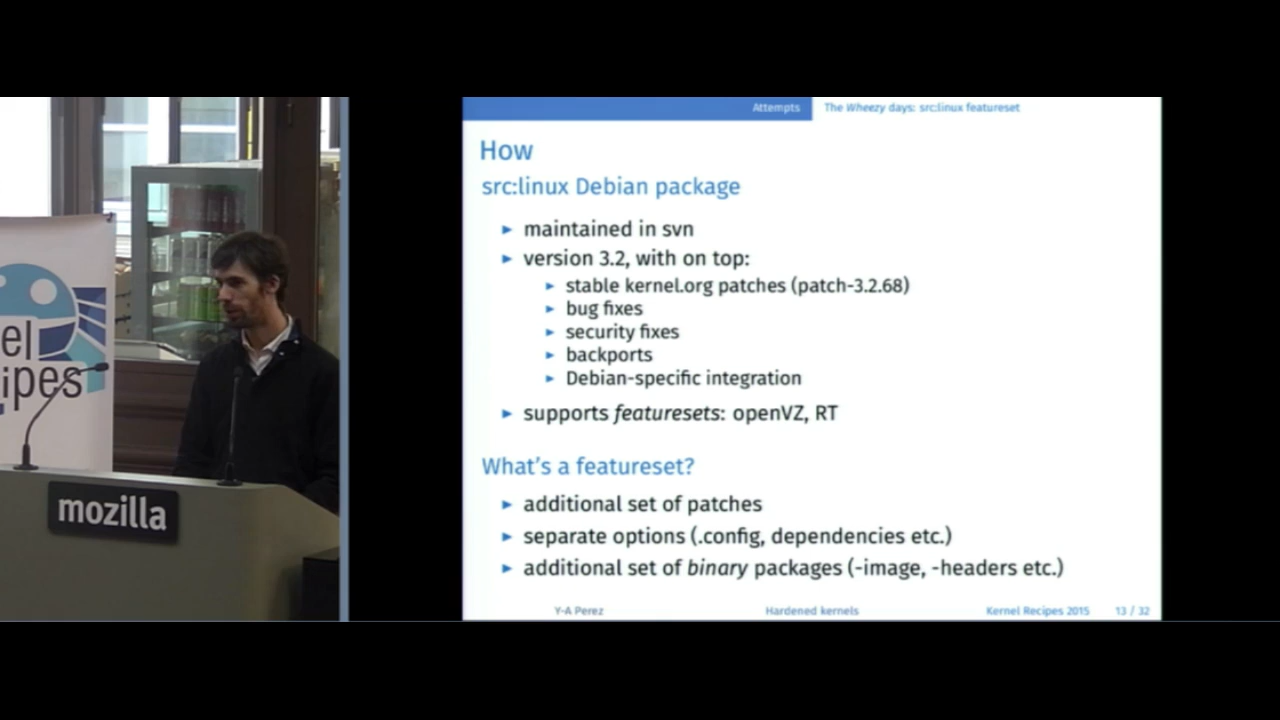 el
ipes
mozilla
Attempts
The Wheezy days: src:linux featureset
How
src:linux Debian package
► maintained in svn
► version 3.2, with on top:
► stable kernel.org patches (patch-3.2.68)
► bug fixes
► security fixes
► backports
► Debian-specific integration
► supports featuresets: openVZ, RT
What's a featureset?
► additional set of patches
► separate options (.config, dependencies etc.)
► additional set of binary packages (-image, -headers etc.)
Y-A Perez
Hardened kernels
Kernel Recipes 2015
13 / 32